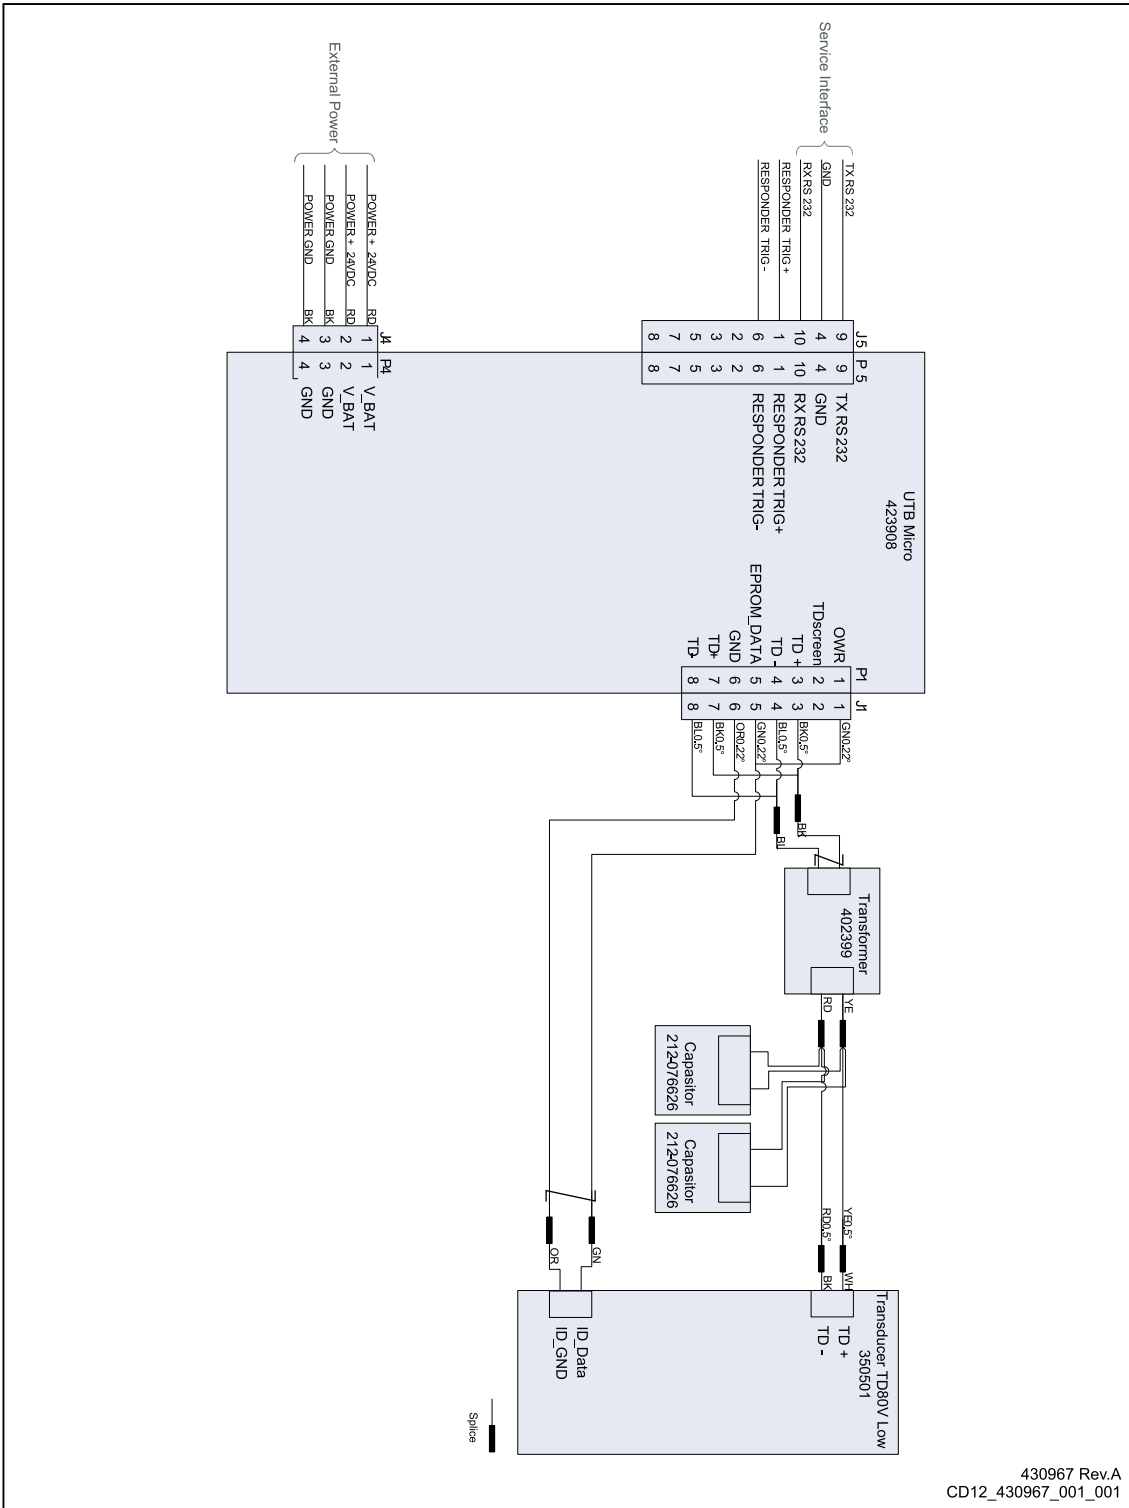 External Power
POWER + 24VDC RD
POWER + 24VDC RD
POWER GND BK
POWER GND BK
J4 P4
1 1 V_BAT
2 2 V_BAT
3 3 GND
4 4 GND
Service Interface
TX RS 232
GND
RX RS 232
RESPONDER TRIG +
RESPONDER TRIG -
J5 P 5
9 9 TX RS232
4 4 GND
10 10 RX RS232
1 1 RESPONDER TRIG+
6 6 RESPONDER TRIG-
2 2
3 3
5 5
7 7
8 8
UTB Micro
423908
P1 J1
OWR 1 1 GN0.22°
TDscreen 2 2
TD + 3 3 BK0.5°
TD - 4 4 BL0.5°
EPROM_DATA 5 5 GN0.22°
GND 6 6 OR0.22°
TD+ 7 7 BK0.5°
TD- 8 8 BL0.5°
BK
Transformer
402399
YE
RD
Capasitor
212-076626
Capasitor
212-076626
YE0.5°
RD0.5°
WH
BK
GN
OR
Transducer TD80V Low
350501
TD +
TD -
ID_Data
ID_GND
Splice
430967 Rev.A
CD12_430967_001_001